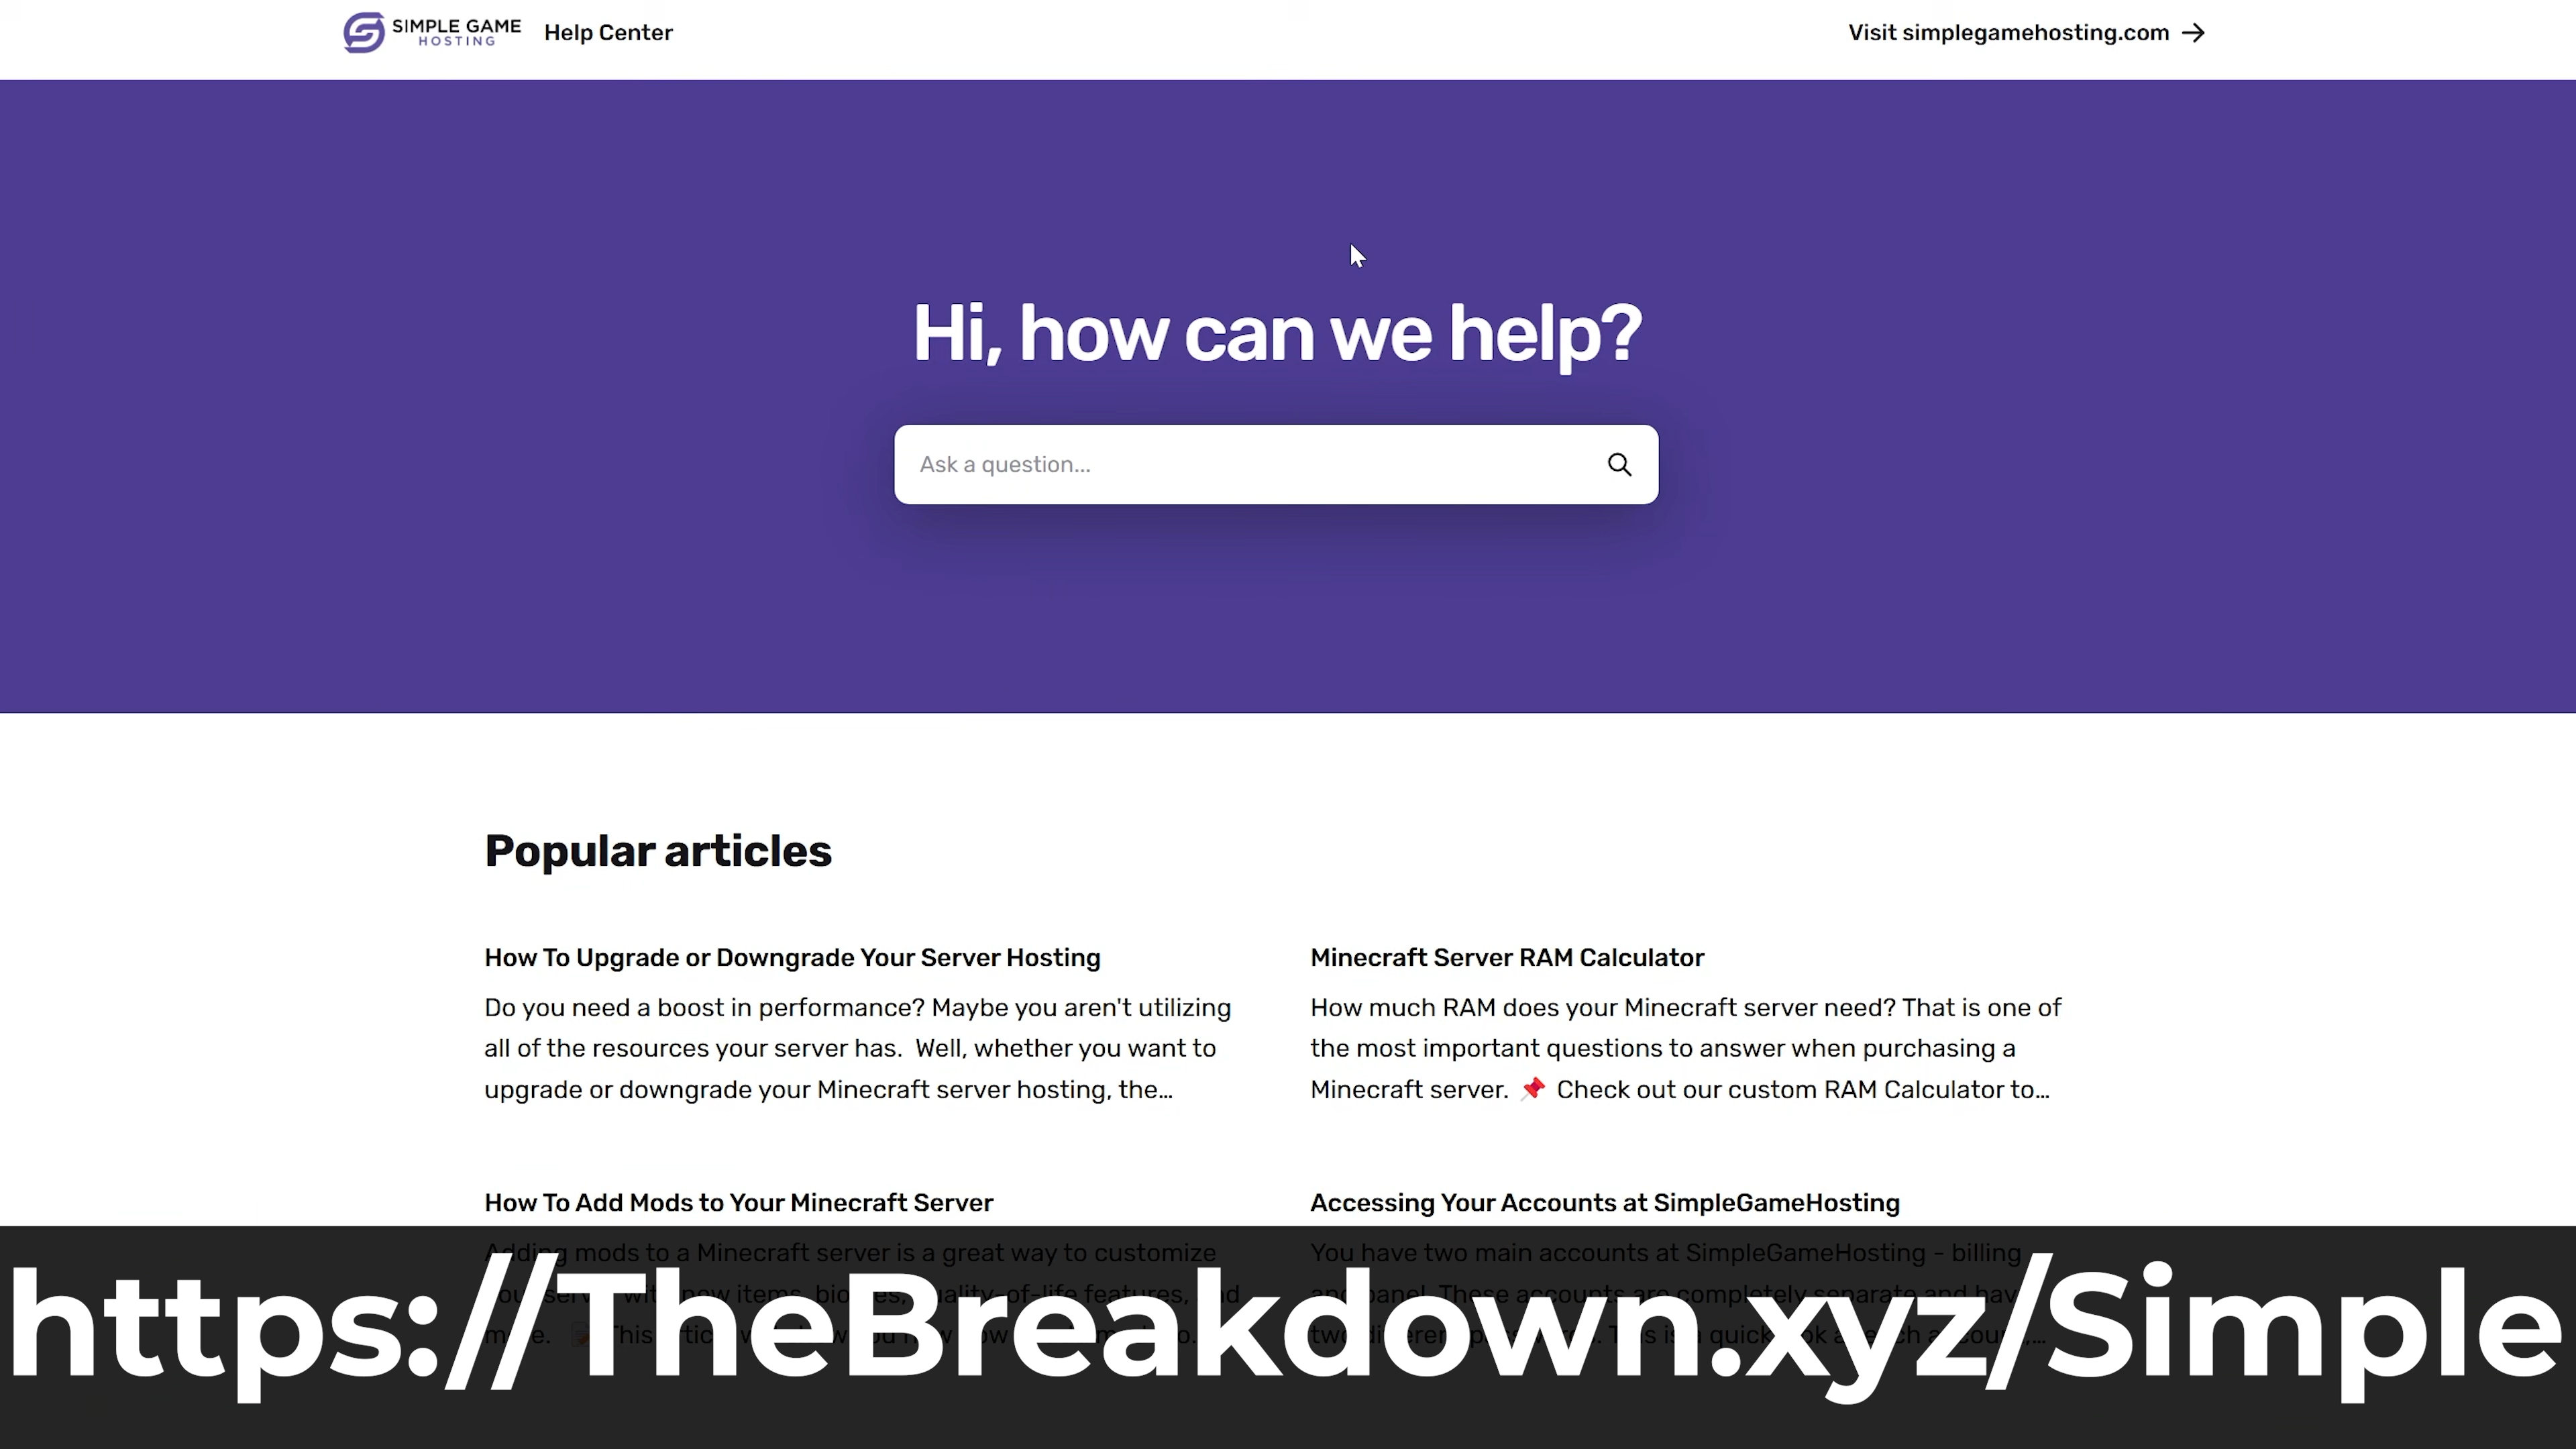 SIMPLE GAME
HOSTING
Help Center
Visit simplegamehosting.com
Hi, how can we help?
Ask a question...
Popular articles
How To Upgrade or Downgrade Your Server Hosting
Do you need a boost in performance? Maybe you aren't utilizing
all of the resources your server has.  Well, whether you want to
upgrade or downgrade your Minecraft server hosting, the...
Minecraft Server RAM Calculator
How much RAM does your Minecraft server need? That is one of
the most important questions to answer when purchasing a
Minecraft server. 📌 Check out our custom RAM Calculator to...
How To Add Mods to Your Minecraft Server
Adding mods to a Minecraft server is a great way to customize
Accessing Your Accounts at SimpleGameHosting
You have two main accounts at SimpleGameHosting - billing
https://TheBreakdown.xyz/Simple